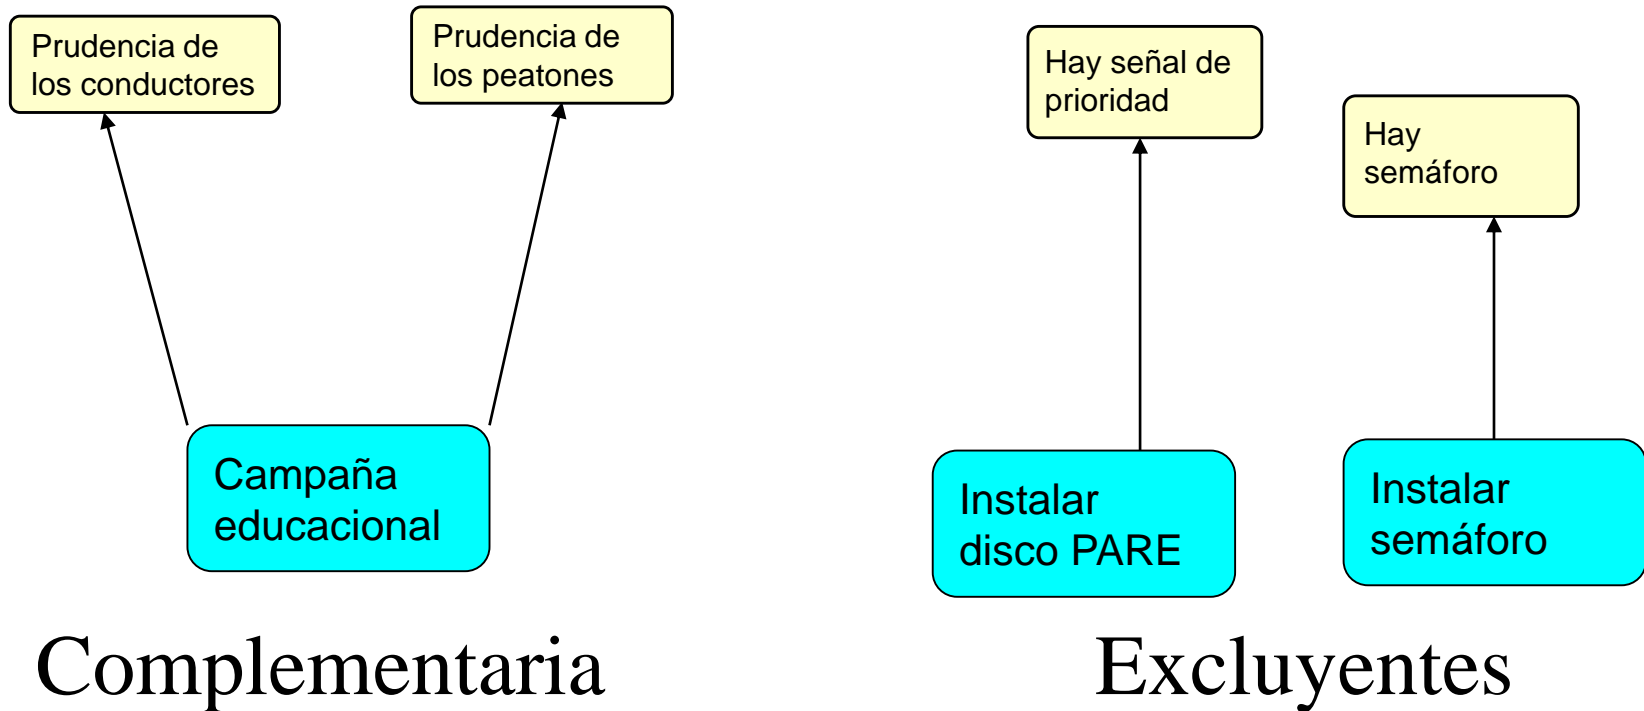 Prudencia de
los conductores
Prudencia de
los peatones
Hay señal de
prioridad
Hay
semáforo
Campaña
educacional
Instalar
disco PARE
Instalar
semáforo
Complementaria
Excluyentes